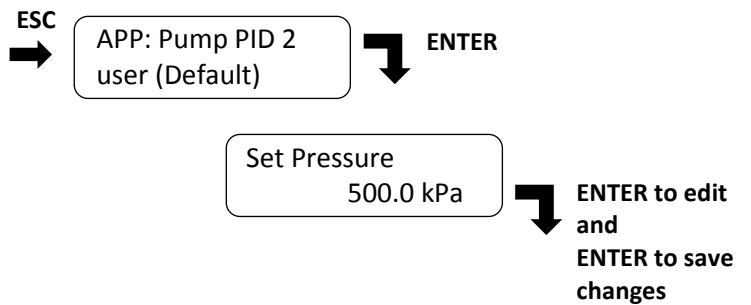 ESC
APP: Pump PID 2
user (Default)
ENTER
Set Pressure
500.0 kPa
ENTER to edit
and
ENTER to save
changes